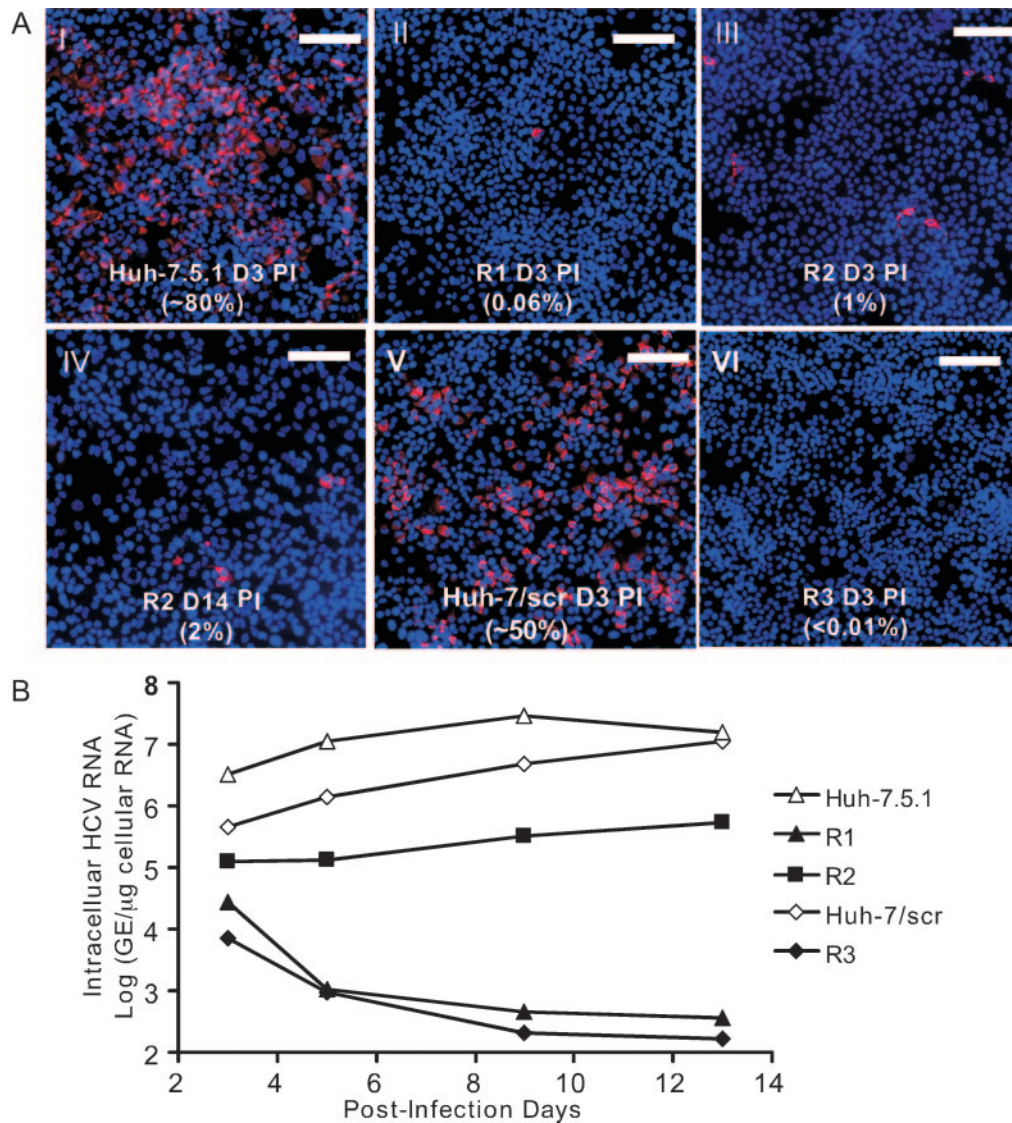 A
I
II
III
Huh-7.5.1 D3 PI
(~80%)
R1 D3 PI
(0.06%)
R2 D3 PI
(1%)
IV
V
VI
R2 D14 PI
(2%)
Huh-7/scr D3 PI
(~50%)
R3 D3 PI
(<0.01%)
B
Intracelluar HCV RNA
Log (GE/μg cellular RNA)
8
7
6
5
4
3
2
2
4
6
8
10
12
14
Post-Infection Days
Huh-7.5.1
R1
R2
Huh-7/scr
R3